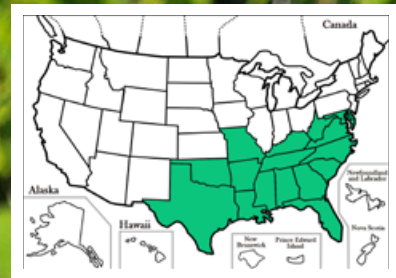 Canada
Alaska
Hawaii
New
Brunswick
Prince Edward
Island
Newfoundland
and Labrador
Nova Scotia